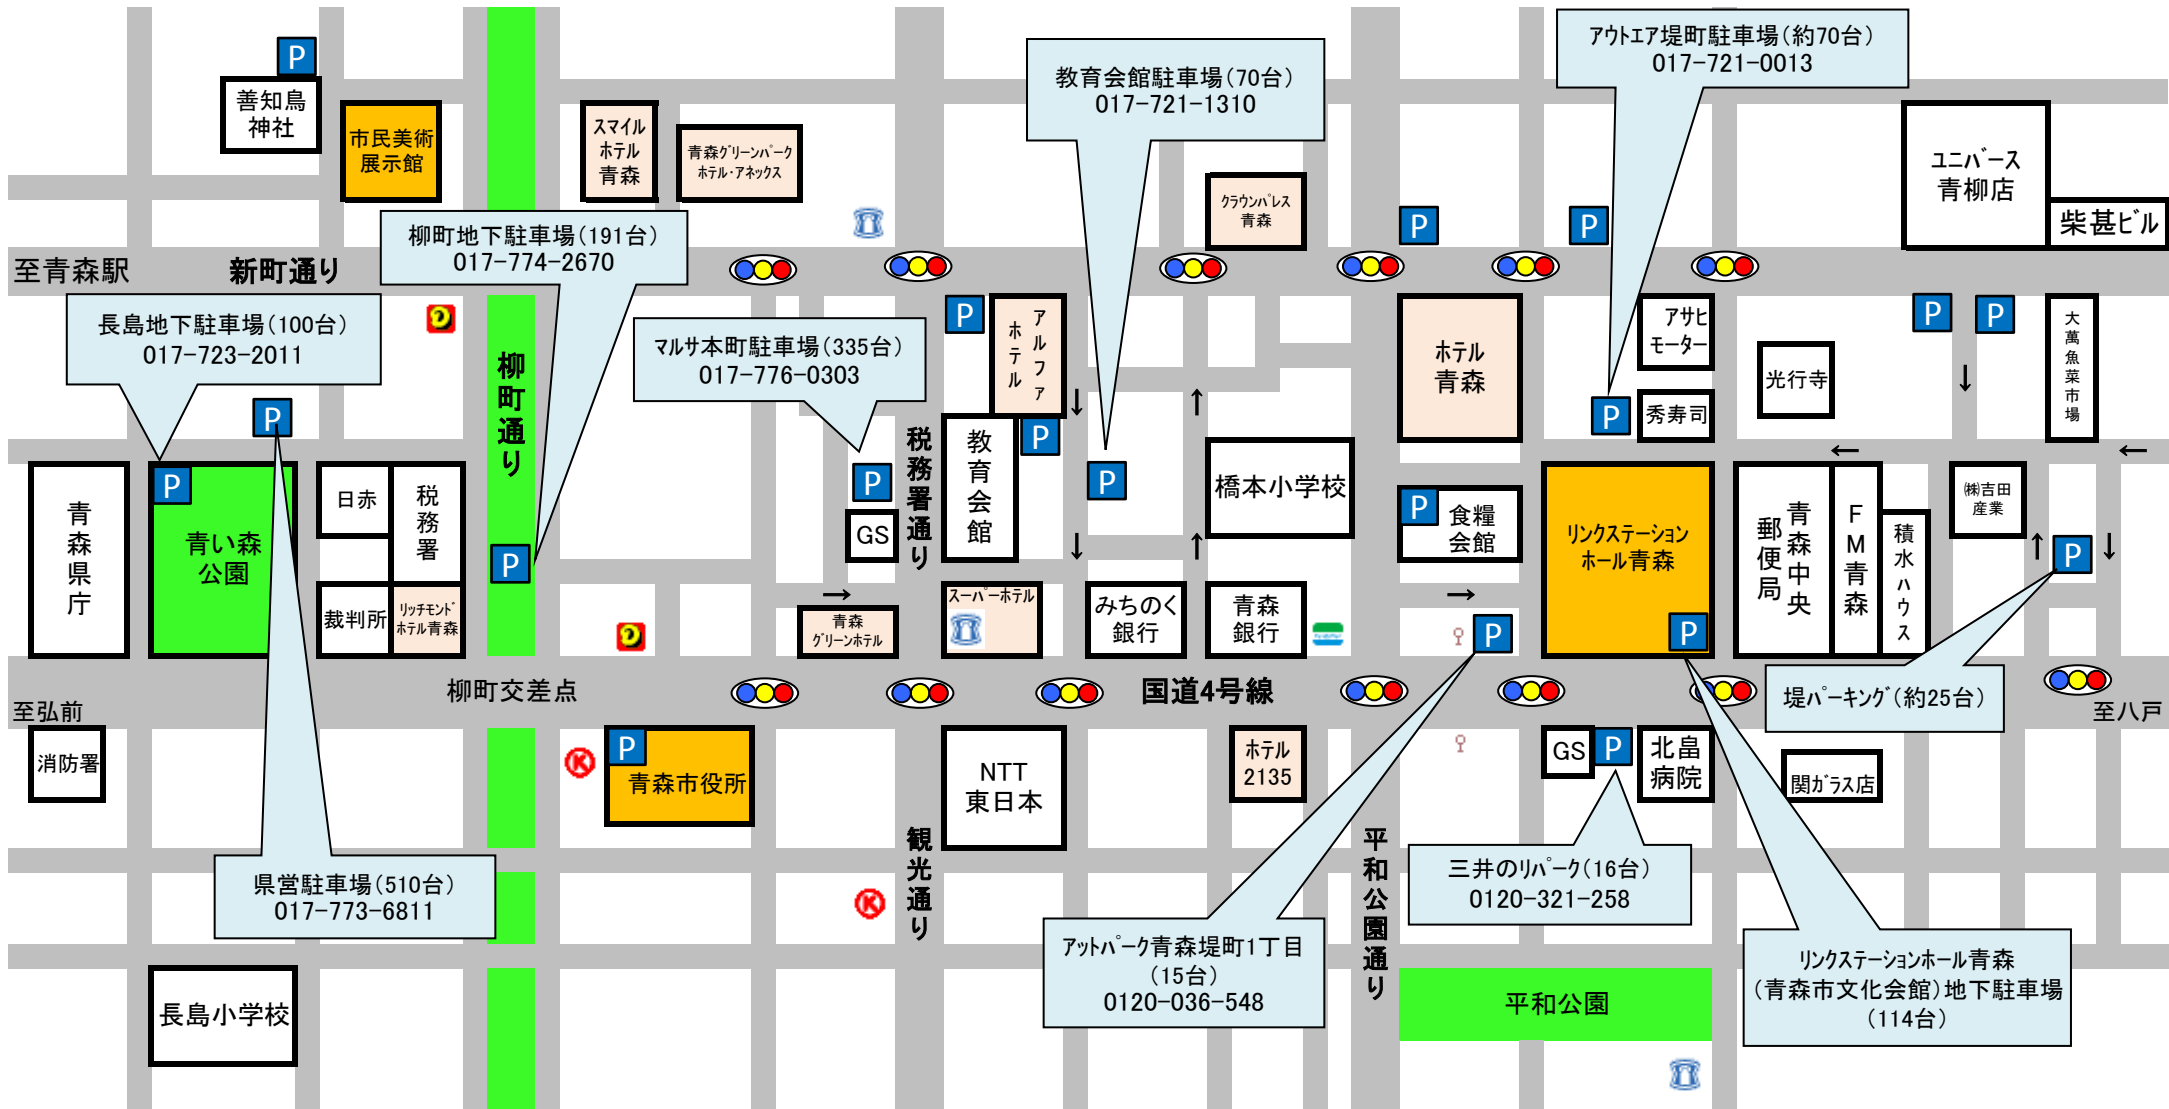 アウトエア堤町駐車場(約70台)
017-721-0013
教育会館駐車場(70台)
017-721-1310
P
善知鳥
神社
市民美術
展示館
スマイル
ホテル
青森
青森グリーンパーク
ホテル・アネックス
クラウンパレス
青森
ユニバース
青柳店
柴甚ビル
P
P
柳町地下駐車場(191台)
017-774-2670
至青森駅
新町通り
長島地下駐車場(100台)
017-723-2011
マルサ本町駐車場(335台)
017-776-0303
柳町通り
P
アルファ
ホテル
ホテル
青森
アサヒ
モーター
秀寿司
光行寺
P
P
大萬魚菜市場
↓
↓
↑
P
P
税務署通り
教育会館
P
P
P
GS
橋本小学校
P
食糧
会館
←
←
青森県庁
P
青い森
公園
日赤
税務署
裁判所
リッチモンド
ホテル青森
P
リンクステーション
ホール青森
P
青森中央
郵便局
FM青森
積水ハウス
㈱吉田
産業
↑
P
↓
↓
↑
→
青森
グリーンホテル
スーパーホテル
みちのく
銀行
青森
銀行
→
P
堤パーキング(約25台)
柳町交差点
国道4号線
至弘前
至八戸
消防署
P
青森市役所
K
NTT
東日本
ホテル
2135
GS
P
北畠
病院
関ガラス店
観光通り
平和公園通り
K
県営駐車場(510台)
017-773-6811
三井のリパーク(16台)
0120-321-258
アットパーク青森堤町1丁目
(15台)
0120-036-548
リンクステーションホール青森
(青森市文化会館)地下駐車場
(114台)
長島小学校
平和公園